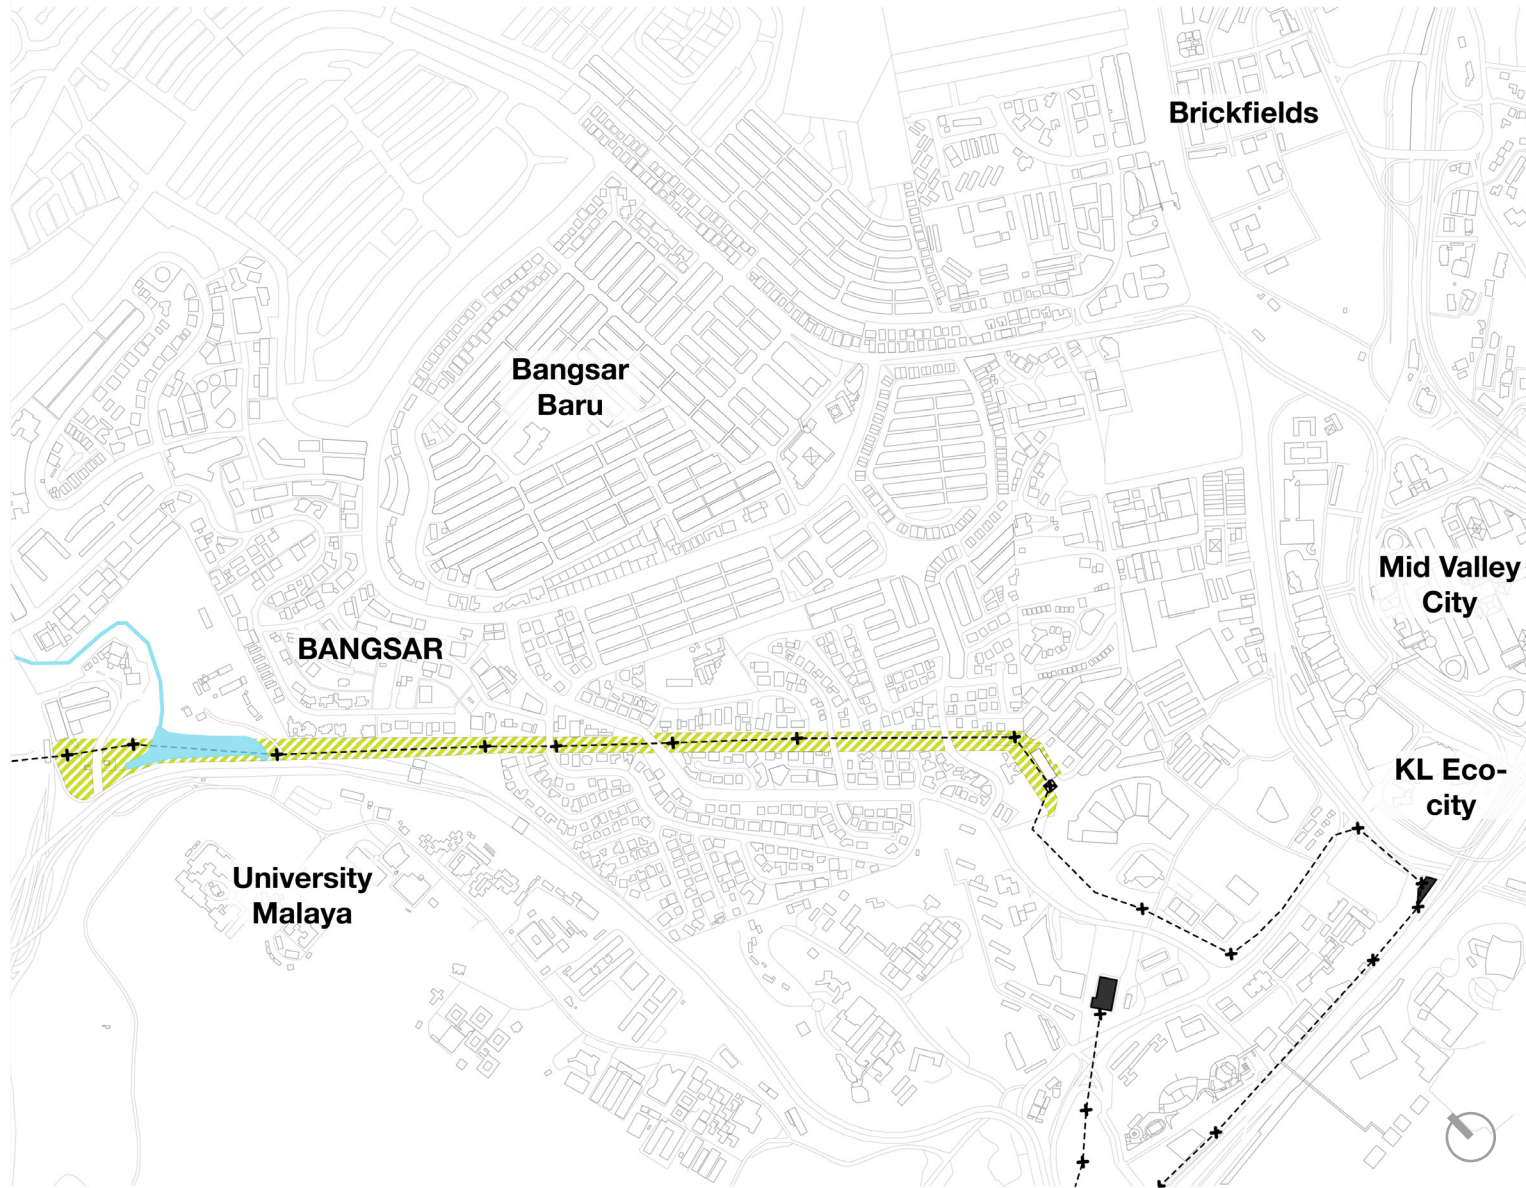 Brickfields
Bangsar
Baru
Mid Valley
City
BANGSAR
KL Eco-
city
University
Malaya